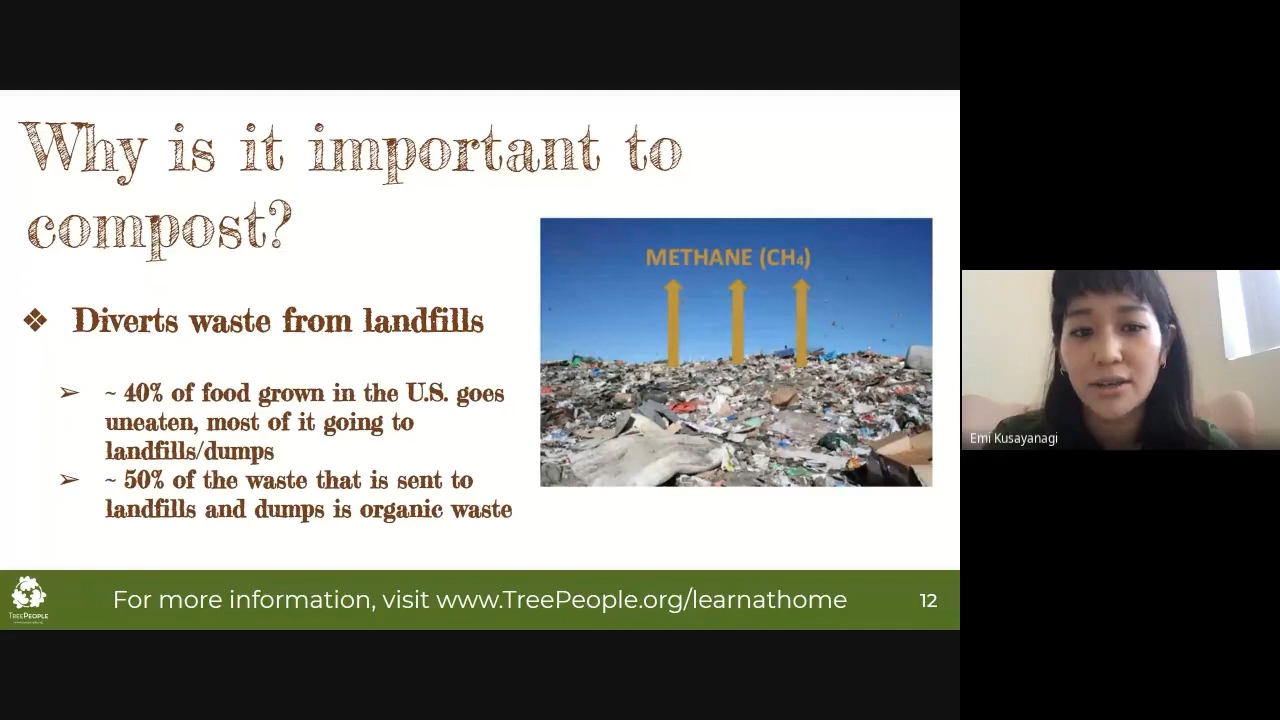 Why is it important to
compost?
❖ Diverts waste from landfills
➢ ~ 40% of food grown in the U.S. goes
uneaten, most of it going to
landfills/dumps
➢ ~ 50% of the waste that is sent to
landfills and dumps is organic waste
METHANE (CH₄)
Emi Kusayanagi
TREEPEOPLE
For more information, visit www.TreePeople.org/learnathome
12